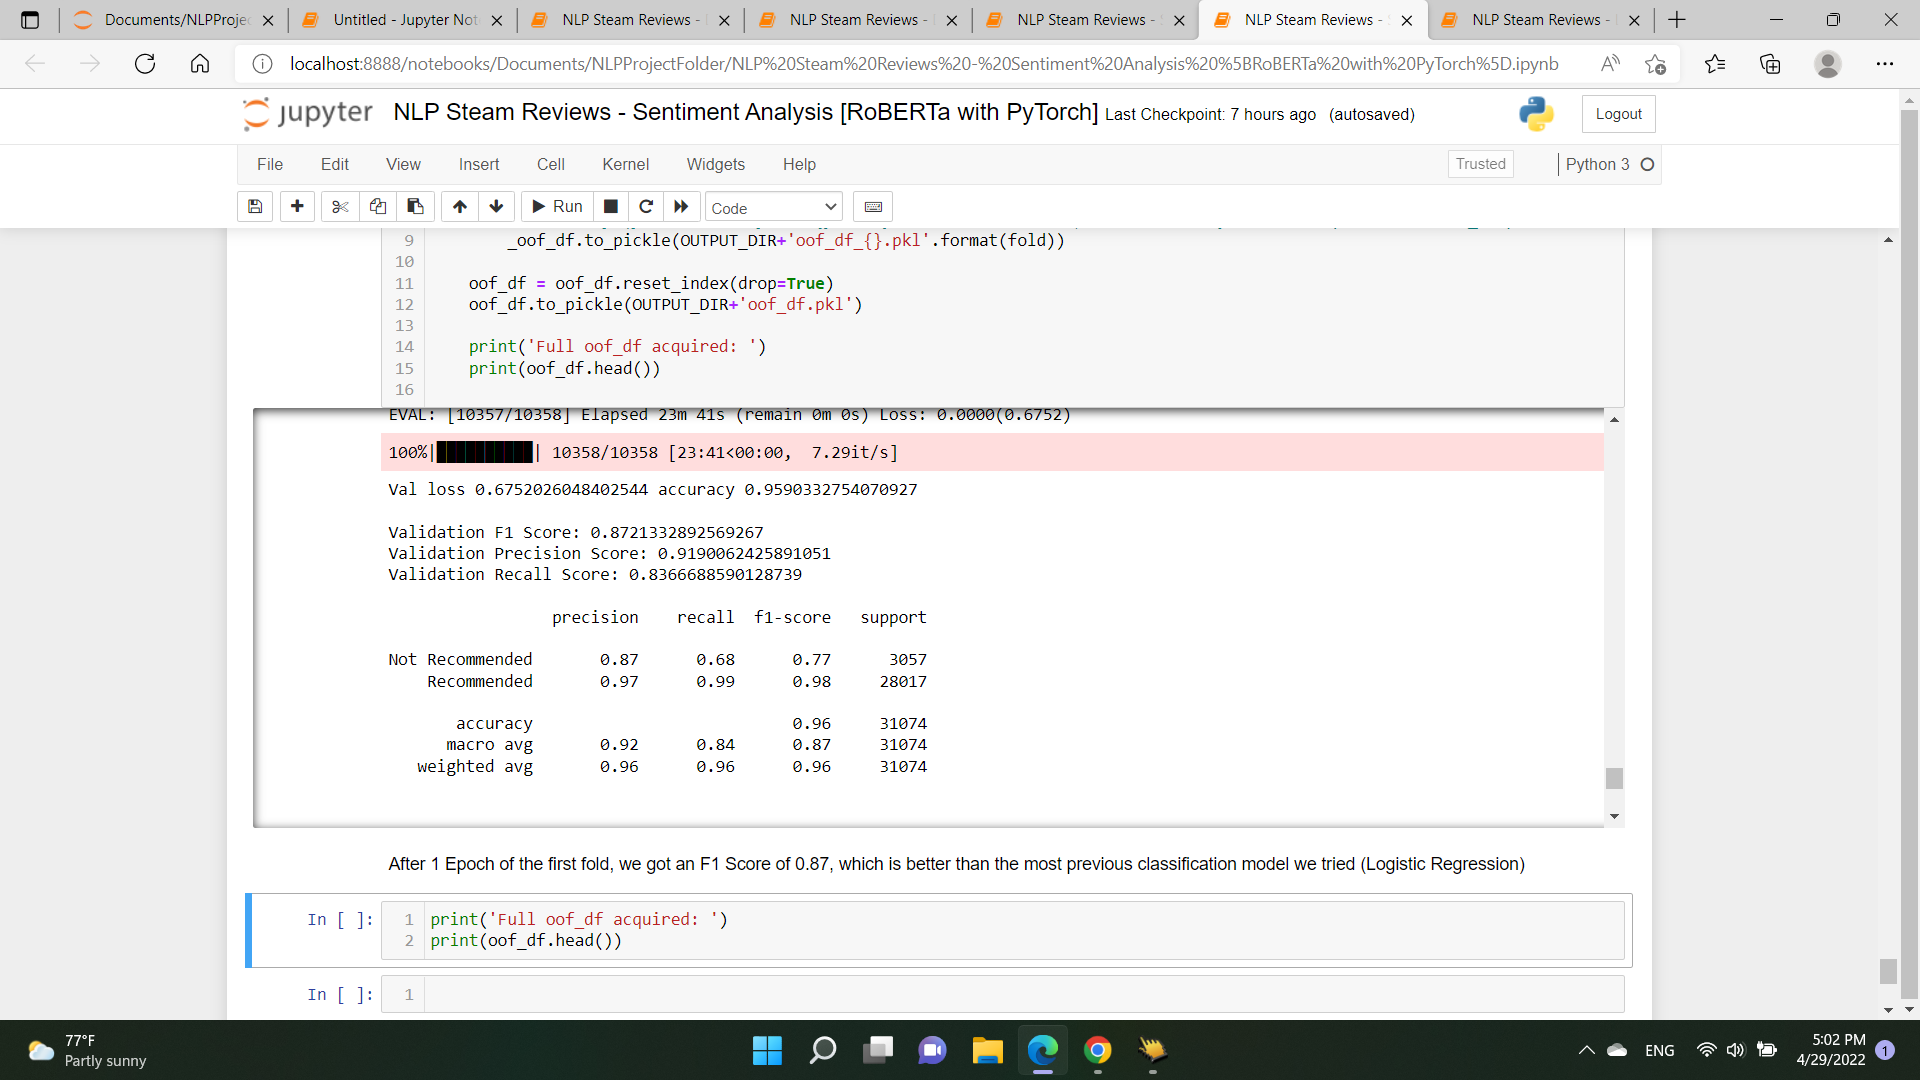 Documents/NLPProjec
Untitled - Jupyter Not
NLP Steam Reviews -
NLP Steam Reviews -
NLP Steam Reviews -
NLP Steam Reviews -
NLP Steam Reviews -
localhost:8888/notebooks/Documents/NLPProjectFolder/NLP%20Steam%20Reviews%20-%20Sentiment%20Analysis%20%5BRoBERTa%20with%20PyTorch%5D.ipynb
jupyter NLP Steam Reviews - Sentiment Analysis [RoBERTa with PyTorch] Last Checkpoint: 7 hours ago (autosaved)
Logout
File Edit View Insert Cell Kernel Widgets Help
Trusted
Python 3
Run
Code
9 _oof_df.to_pickle(OUTPUT_DIR+'oof_df_{}.pkl'.format(fold))
10
11 oof_df = oof_df.reset_index(drop=True)
12 oof_df.to_pickle(OUTPUT_DIR+'oof_df.pkl')
13
14 print('Full oof_df acquired: ')
15 print(oof_df.head())
16
EVAL: [10357/10358] Elapsed 23m 41s (remain 0m 0s) Loss: 0.0000(0.6752)
100%|██████████| 10358/10358 [23:41<00:00, 7.29it/s]
Val loss 0.6752026048402544 accuracy 0.9590332754070927
Validation F1 Score: 0.8721332892569267
Validation Precision Score: 0.9190062425891051
Validation Recall Score: 0.8366688590128739
precision recall f1-score support
Not Recommended 0.87 0.68 0.77 3057
Recommended 0.97 0.99 0.98 28017
accuracy 0.96 31074
macro avg 0.92 0.84 0.87 31074
weighted avg 0.96 0.96 0.96 31074
After 1 Epoch of the first fold, we got an F1 Score of 0.87, which is better than the most previous classification model we tried (Logistic Regression)
In [ ]: 1 print('Full oof_df acquired: ')
2 print(oof_df.head())
In [ ]: 1
77°F
Partly sunny
ENG
5:02 PM
4/29/2022
1